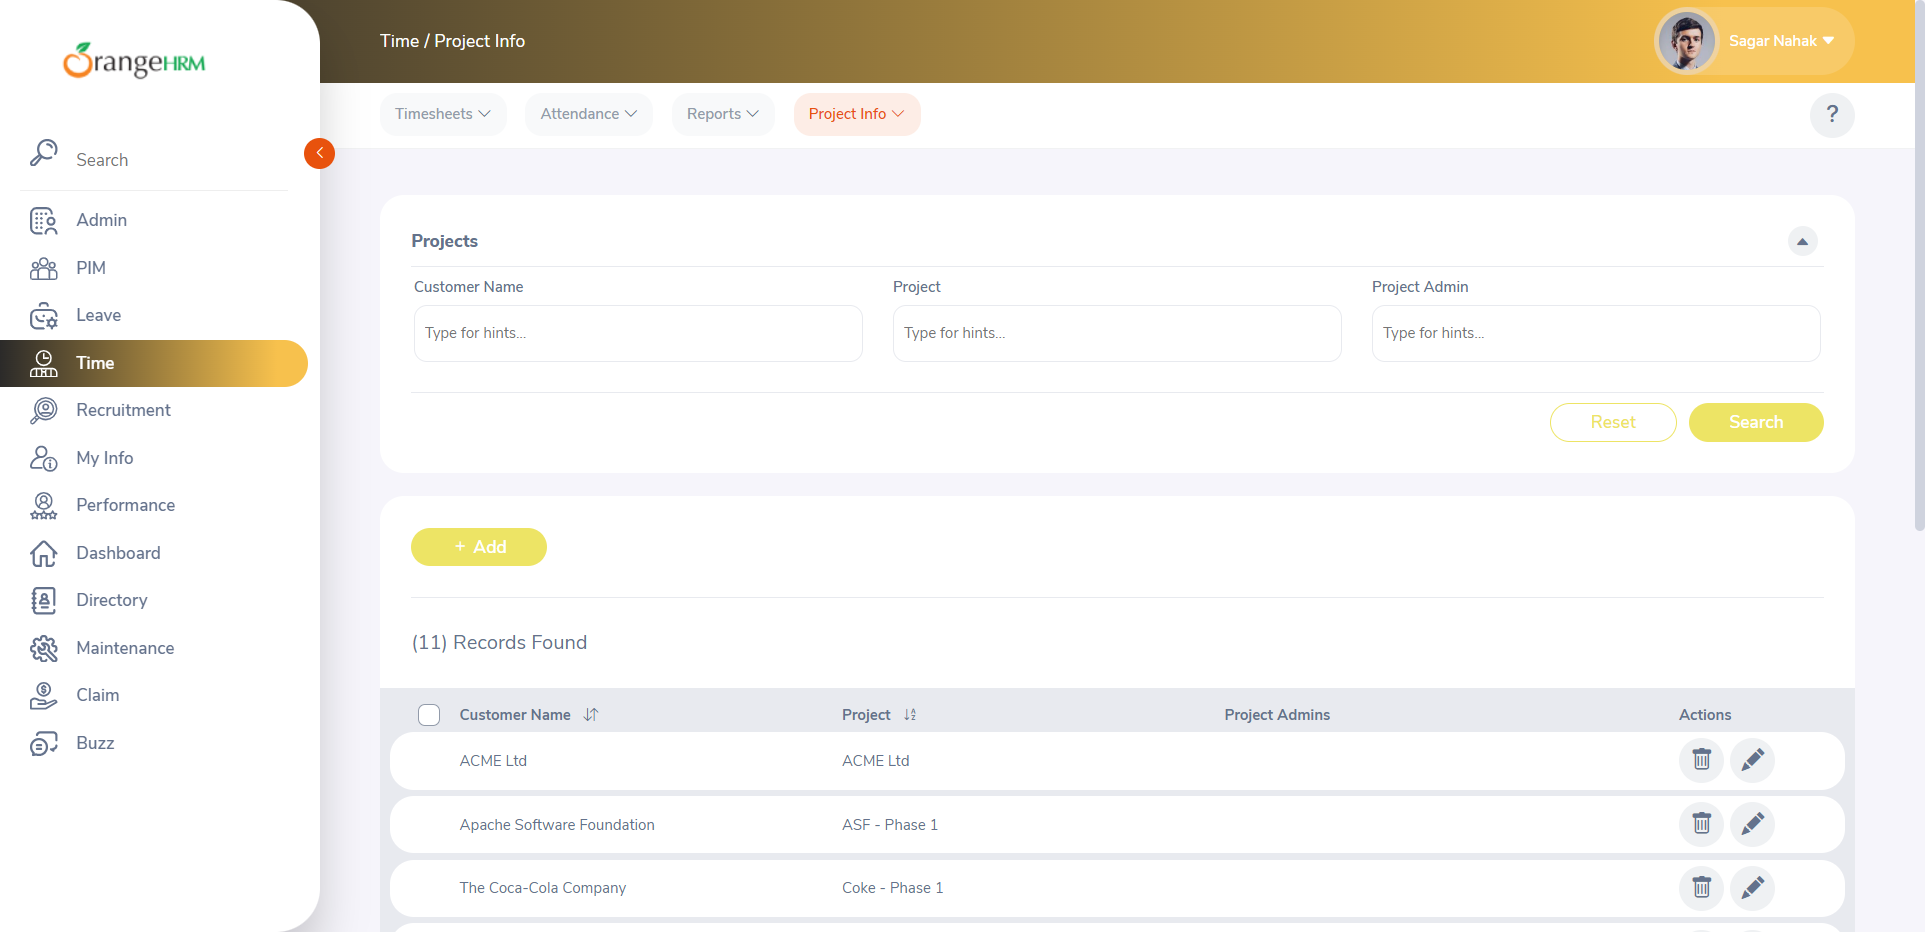 OrangeHRM
Time / Project Info
Sagar Nahak
Timesheets
Attendance
Reports
Project Info
?
Search
Admin
PIM
Leave
Time
Recruitment
My Info
Performance
Dashboard
Directory
Maintenance
Claim
Buzz
Projects
Customer Name
Project
Project Admin
Type for hints...
Type for hints...
Type for hints...
Reset
Search
+ Add
(11) Records Found
Customer Name
Project
Project Admins
Actions
ACME Ltd
ACME Ltd
Apache Software Foundation
ASF - Phase 1
The Coca-Cola Company
Coke - Phase 1